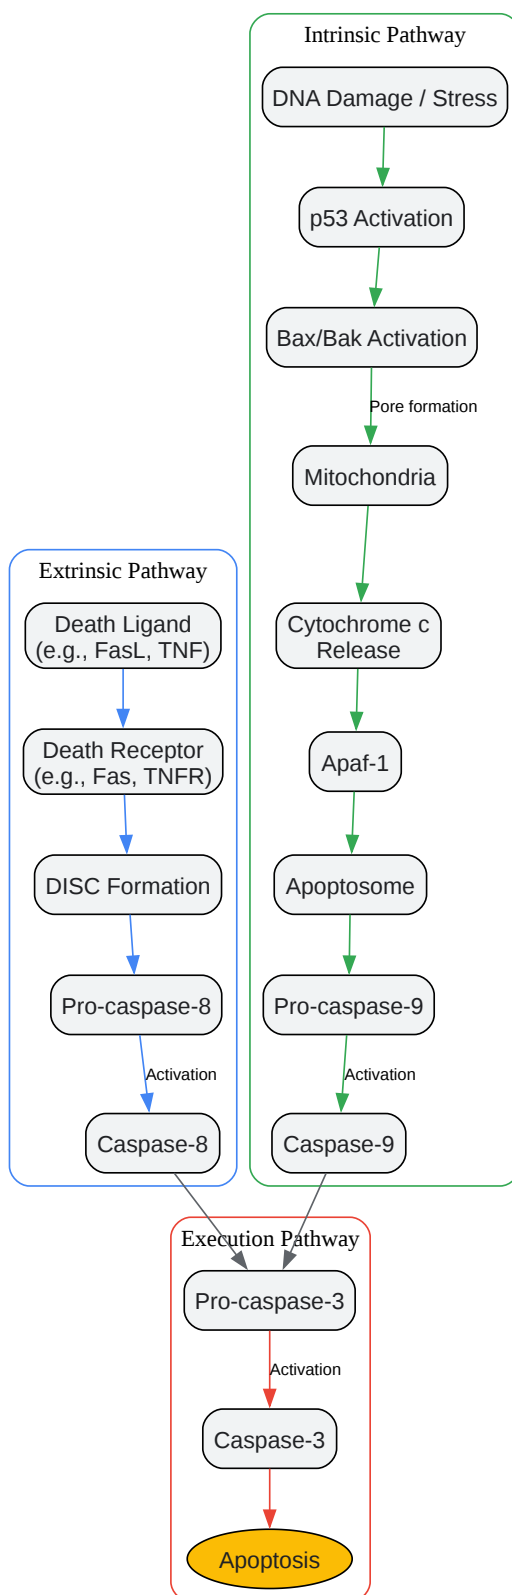 Intrinsic Pathway
DNA Damage / Stress
p53 Activation
Bax/Bak Activation
Pore formation
Mitochondria
Cytochrome c
Release
Apaf-1
Apoptosome
Pro-caspase-9
Activation
Caspase-9
Extrinsic Pathway
Death Ligand
(e.g., FasL, TNF)
Death Receptor
(e.g., Fas, TNFR)
DISC Formation
Pro-caspase-8
Activation
Caspase-8
Execution Pathway
Pro-caspase-3
Activation
Caspase-3
Apoptosis